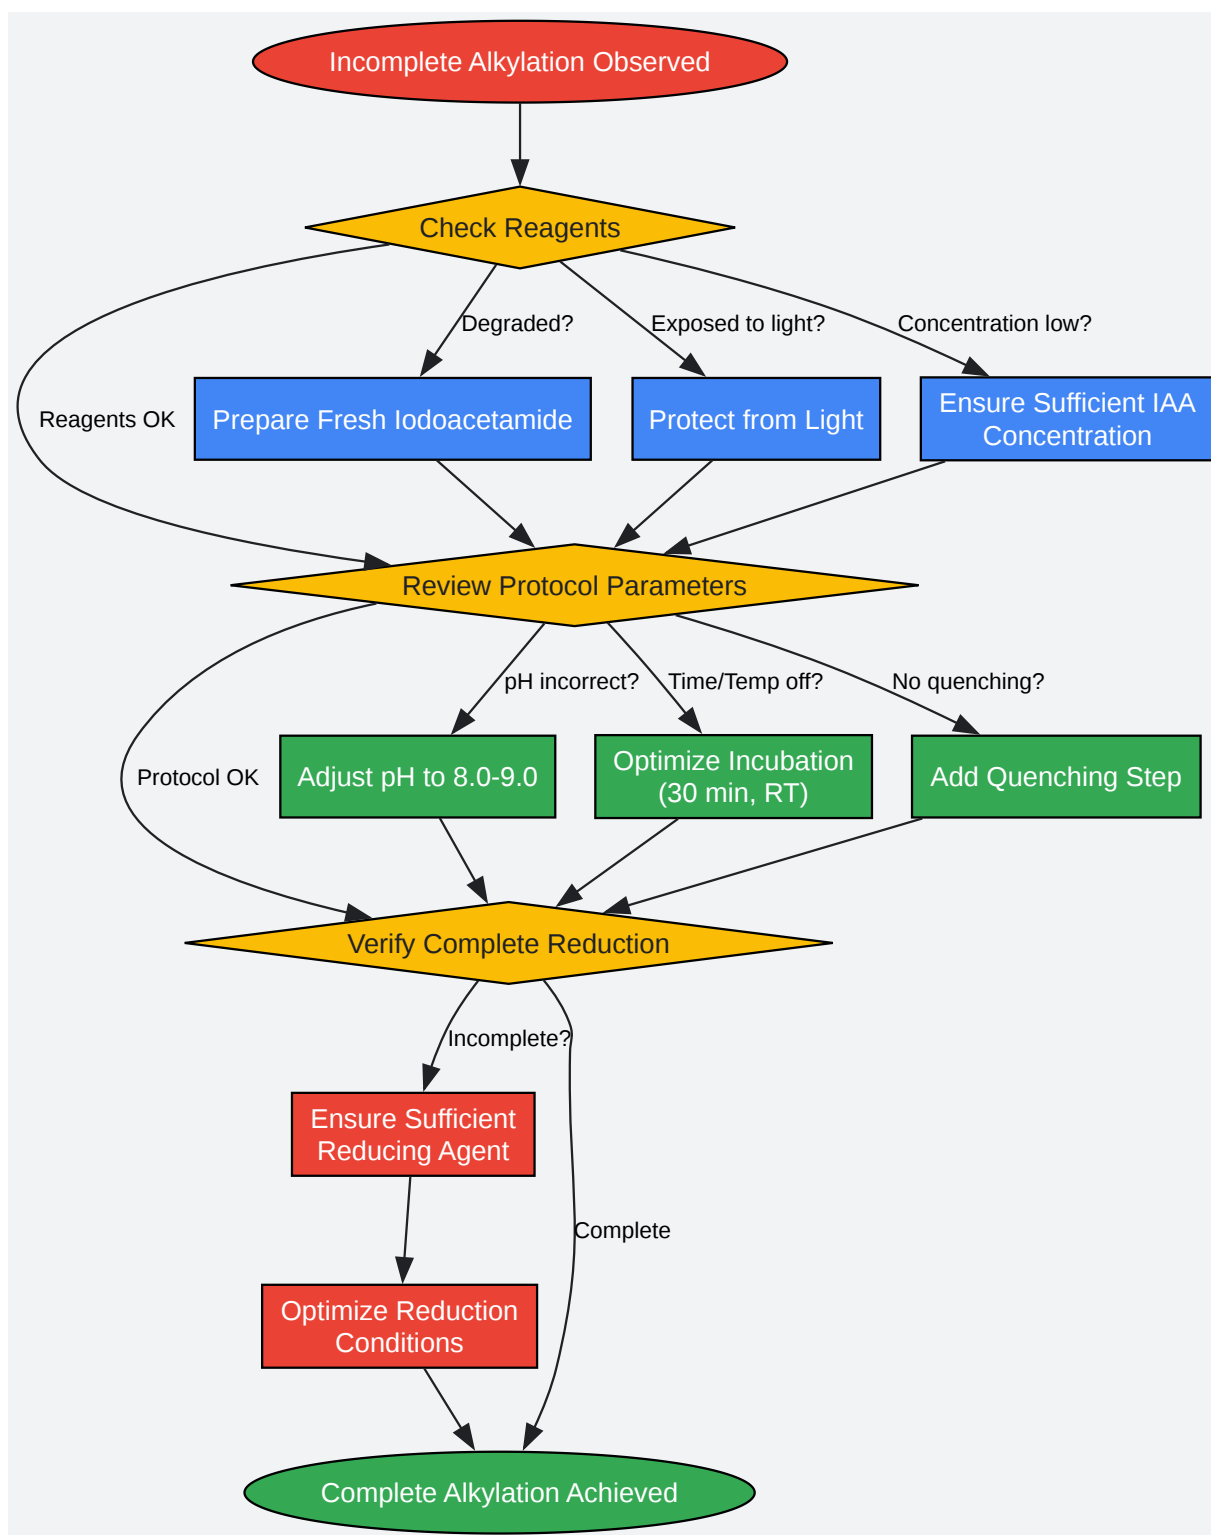 Incomplete Alkylation Observed
Check Reagents
Degraded?
Exposed to light?
Concentration low?
Reagents OK
Prepare Fresh Iodoacetamide
Protect from Light
Ensure Sufficient IAA
Concentration
Review Protocol Parameters
pH incorrect?
Time/Temp off?
No quenching?
Protocol OK
Adjust pH to 8.0-9.0
Optimize Incubation
(30 min, RT)
Add Quenching Step
Verify Complete Reduction
Incomplete?
Ensure Sufficient
Reducing Agent
Complete
Optimize Reduction
Conditions
Complete Alkylation Achieved